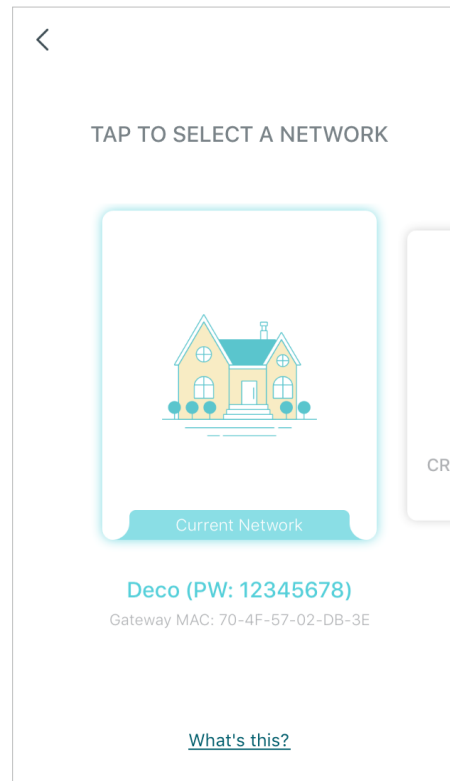 TAP TO SELECT A NETWORK
CR
Current Network
Deco (PW: 12345678)
Gateway MAC: 70-4F-57-02-DB-3E
What's this?